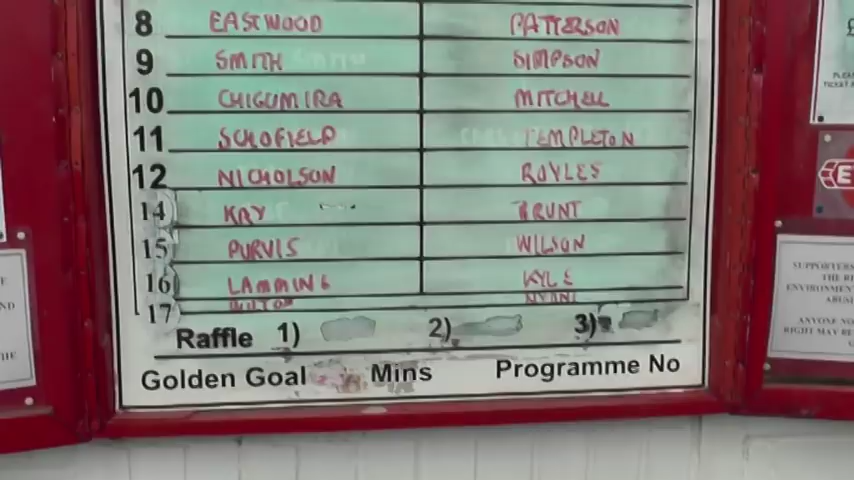 8 EASTWOOD PATTERSON
9 SMITH SIMPSON
10 CHIGUMIRA MITCHELL
11 SCHOFIELD TEMPLETON
12 NICHOLSON ROYLES
14 KAY BRUNT
15 PURVIS WILSON
16 LAMMING KYLE
17
Raffle 1) 2) 3)
Golden Goal Mins Programme No
SUPPORTERS